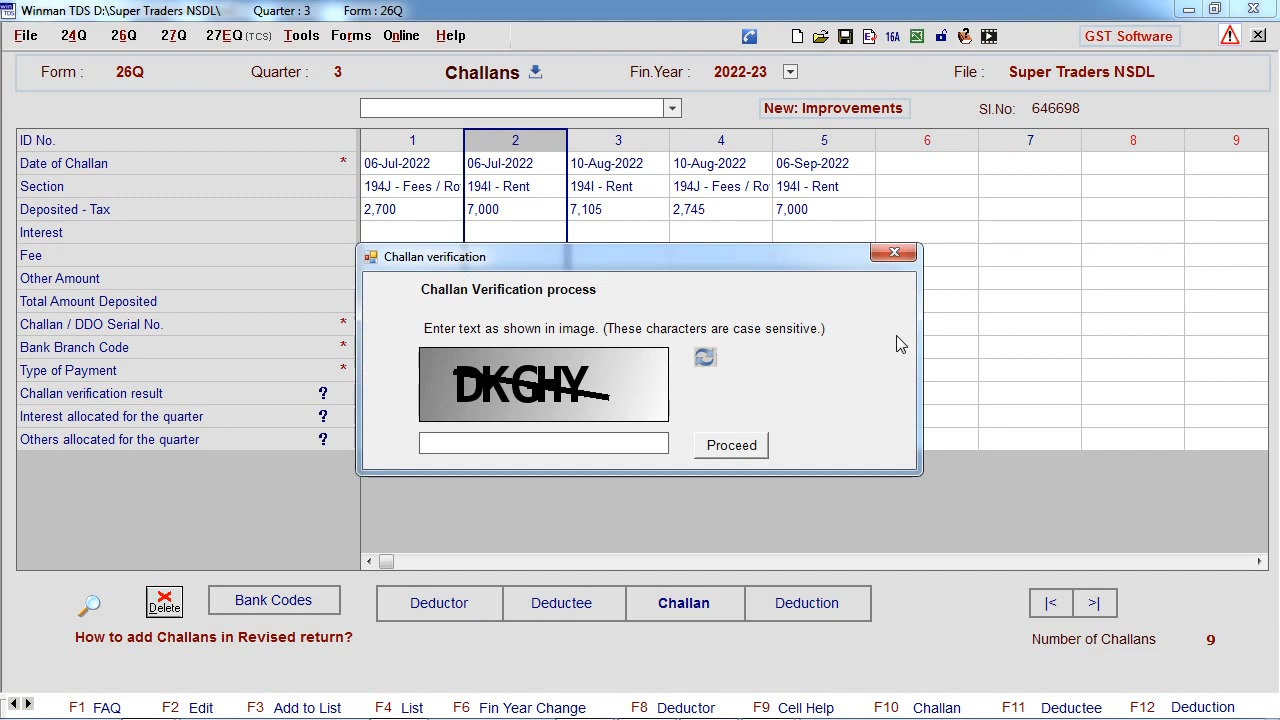 Winman TDS D:\Super Traders NSDL\ Quarter : 3 Form : 26Q
File 24Q 26Q 27Q 27EQ (TCS) Tools Forms Online Help 16A GST Software
Form : 26Q Quarter : 3 Challans Fin.Year : 2022-23 File : Super Traders NSDL
New: Improvements Sl.No: 646698
ID No. 1 2 3 4 5 6 7 8 9
Date of Challan * 06-Jul-2022 06-Jul-2022 10-Aug-2022 10-Aug-2022 06-Sep-2022
Section 194J - Fees / Ro 194I - Rent 194I - Rent 194J - Fees / Ro 194I - Rent
Deposited - Tax 2,700 7,000 7,105 2,745 7,000
Interest
Fee
Other Amount
Total Amount Deposited
Challan / DDO Serial No. *
Bank Branch Code *
Type of Payment *
Challan verification result ?
Interest allocated for the quarter ?
Others allocated for the quarter ?
Challan verification
Challan Verification process
Enter text as shown in image. (These characters are case sensitive.)
DKGHY
Proceed
Delete Bank Codes Deductor Deductee Challan Deduction |< >|
How to add Challans in Revised return? Number of Challans 9
F1 FAQ F2 Edit F3 Add to List F4 List F6 Fin Year Change F8 Deductor F9 Cell Help F10 Challan F11 Deductee F12 Deduction